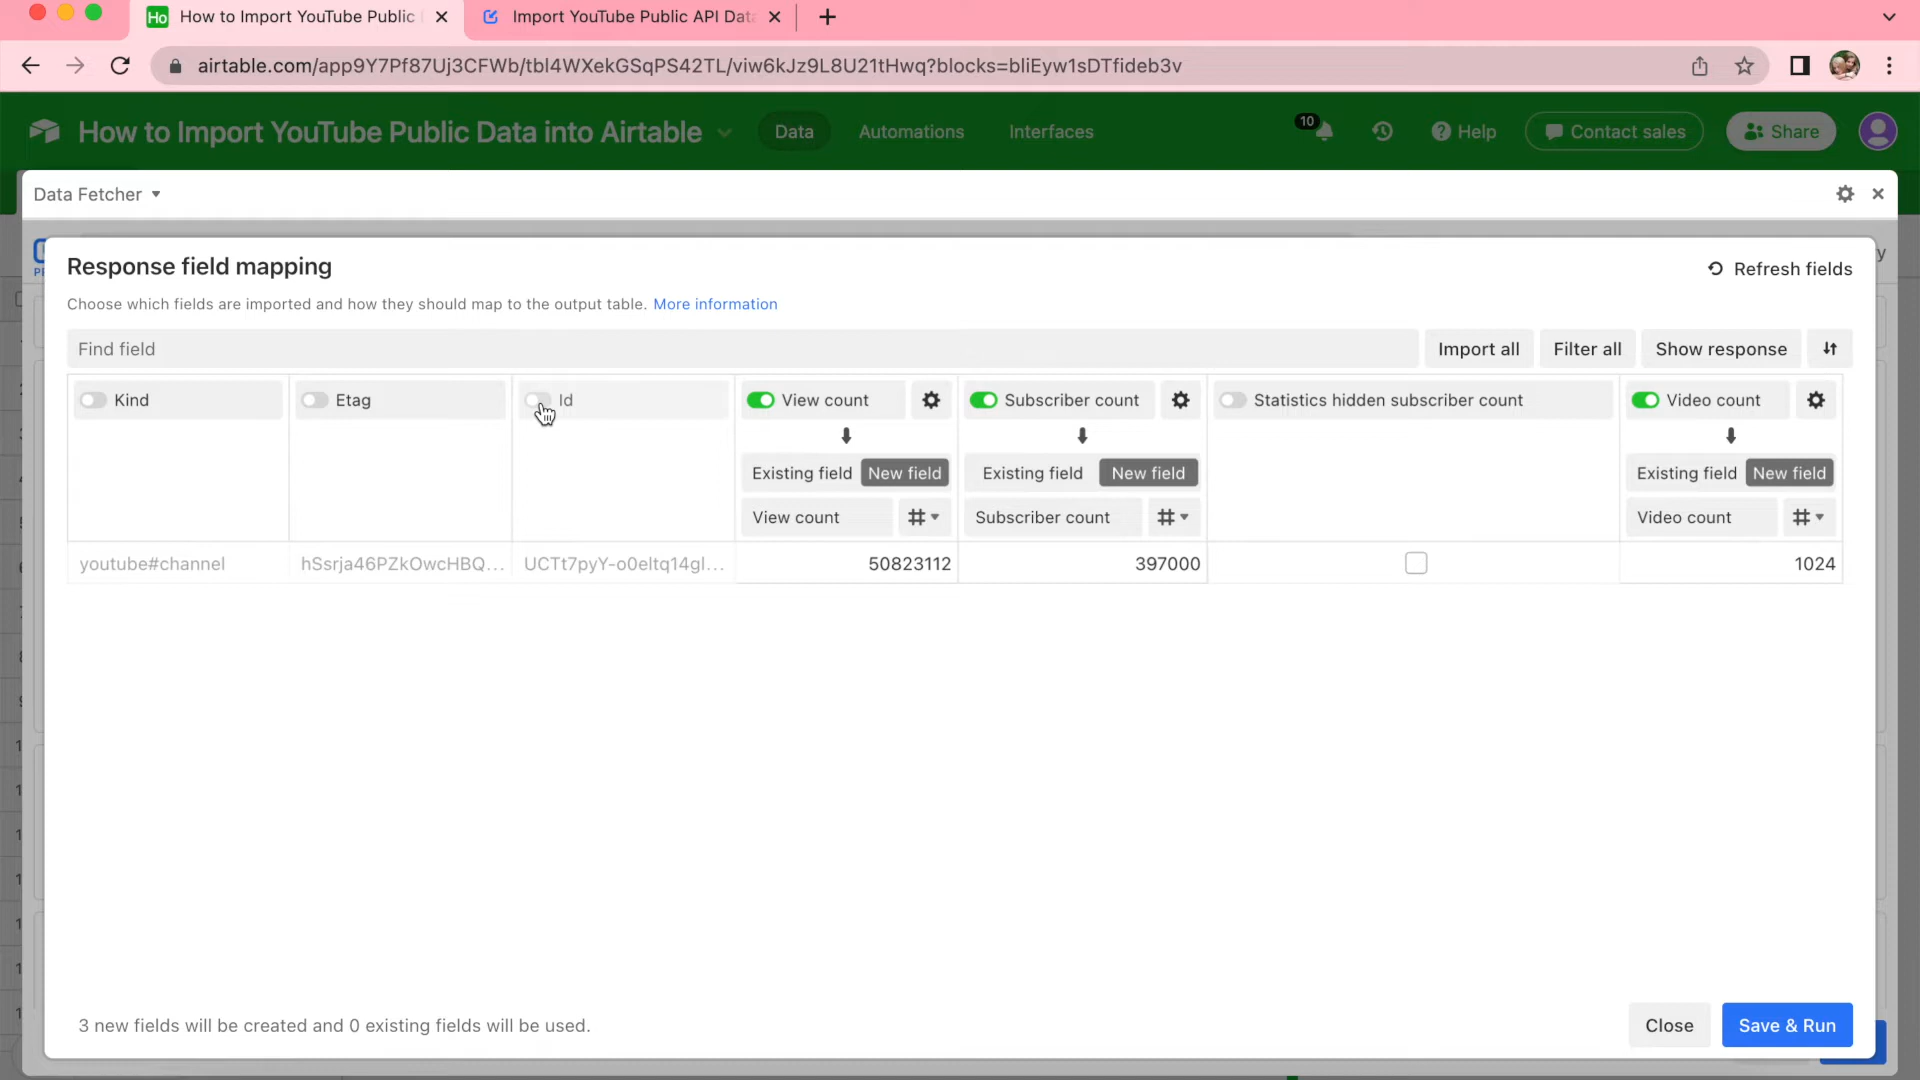 Ho How to Import YouTube Public
Import YouTube Public API Data
airtable.com/app9Y7Pf87Uj3CFWb/tbl4WXekGSqPS42TL/viw6kJz9L8U21tHwq?blocks=bliEyw1sDTfideb3v
How to Import YouTube Public Data into Airtable
Data
Automations
Interfaces
10
Help
Contact sales
Share
Data Fetcher
Response field mapping
Refresh fields
Choose which fields are imported and how they should map to the output table. More information
Find field
Import all
Filter all
Show response
Kind
Etag
Id
View count
Subscriber count
Statistics hidden subscriber count
Video count
Existing field New field
Existing field New field
Existing field New field
View count
Subscriber count
Video count
youtube#channel
hSsrja46PZkOwcHBQ...
UCTt7pyY-o0eltq14gl...
50823112
397000
1024
3 new fields will be created and 0 existing fields will be used.
Close
Save & Run